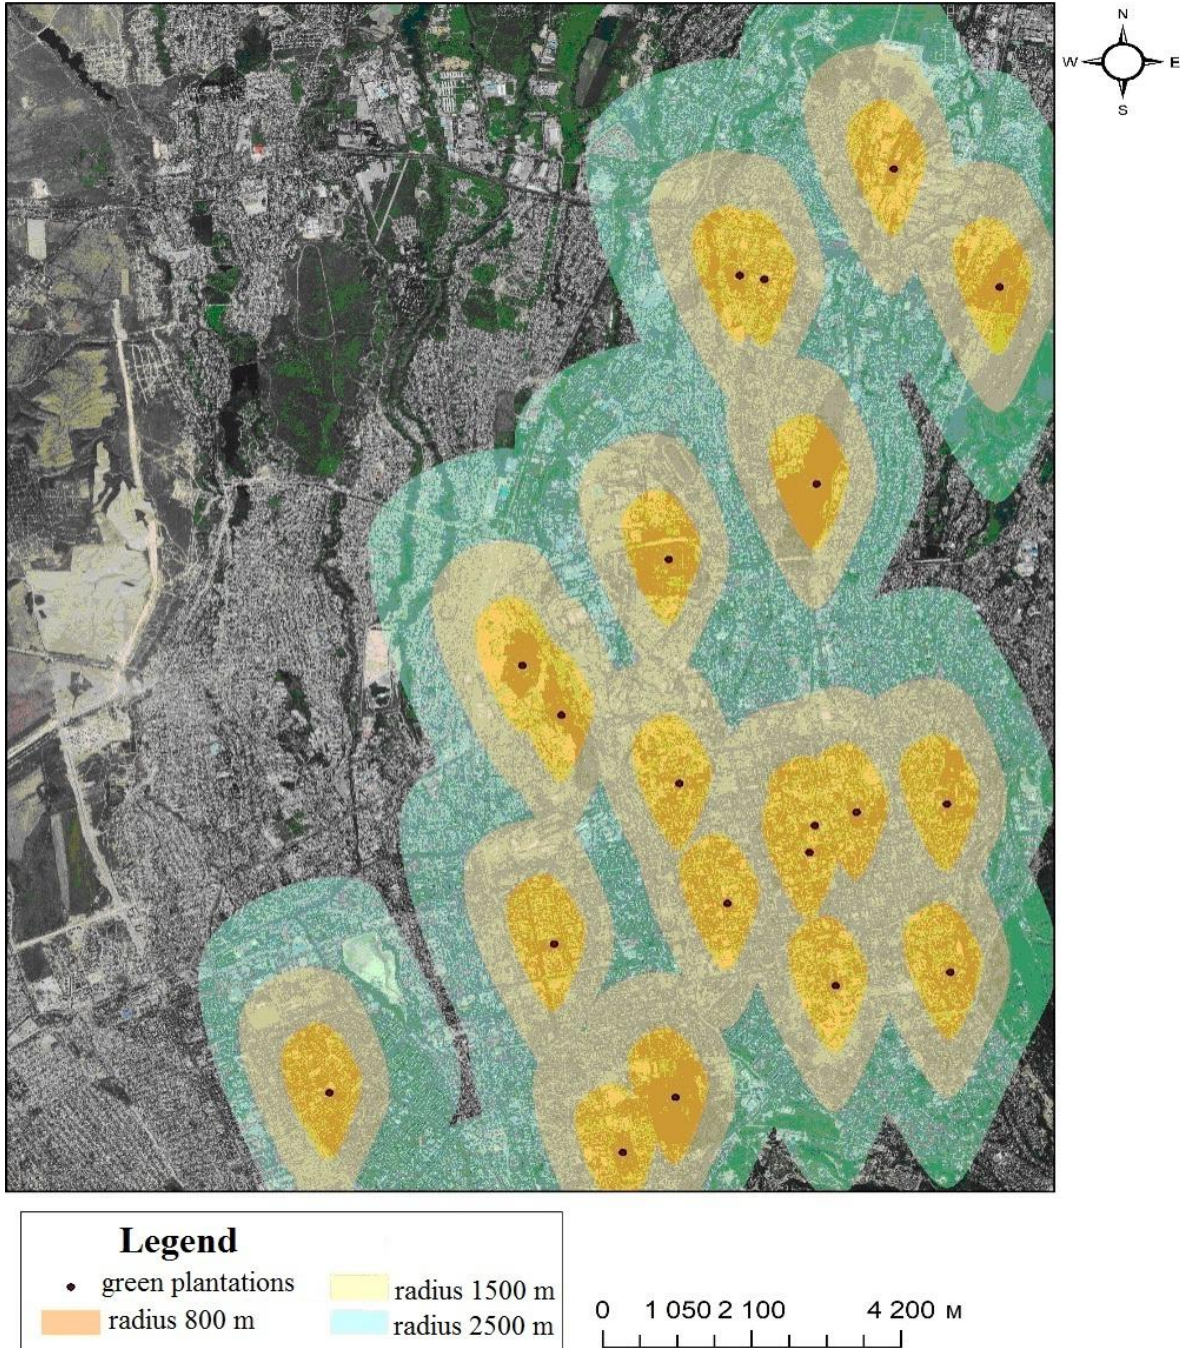 N
W E
S
Legend
green plantations
radius 800 m
radius 1500 m
radius 2500 m
0 1 050 2 100 4 200 м